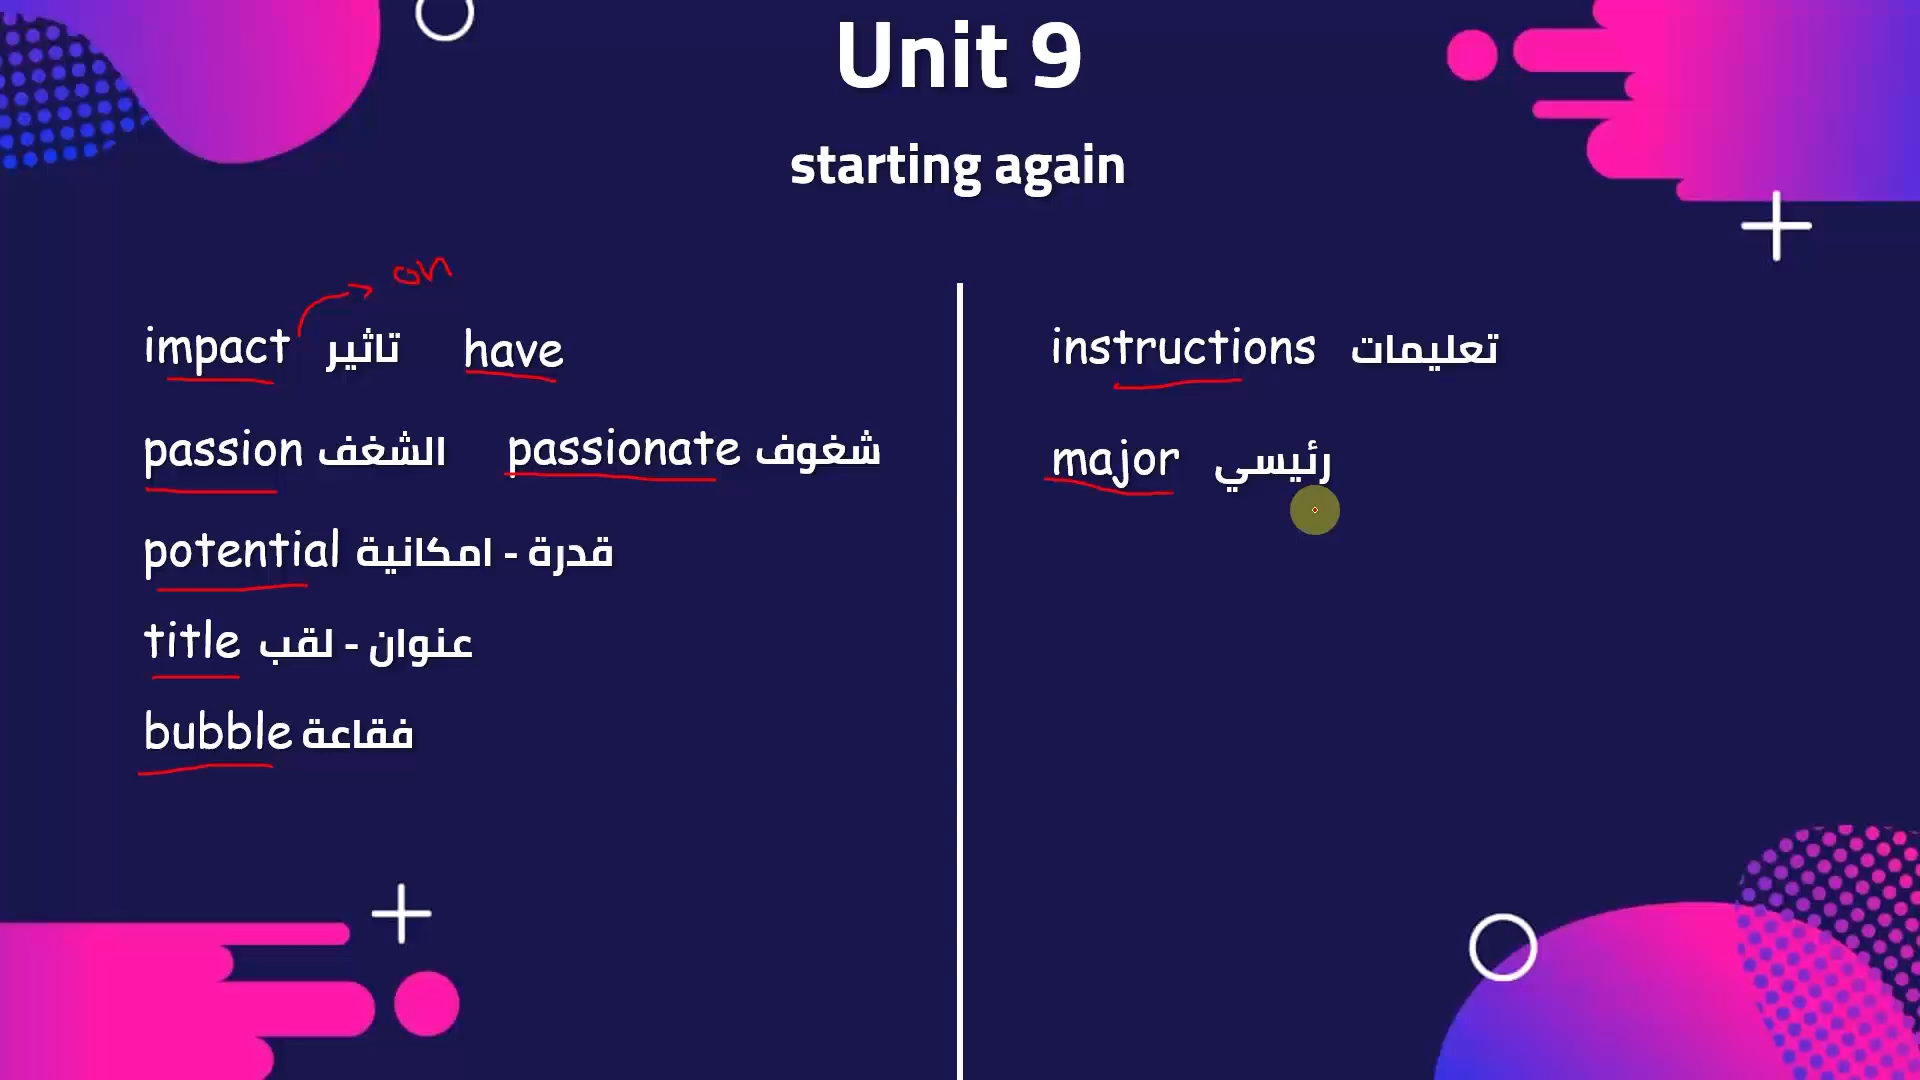 Unit 9
starting again
on
impact تاثير have
passion الشغف passionate شغوف
potential قدرة - امكانية
title عنوان - لقب
bubble فقاعة
instructions تعليمات
major رئيسي